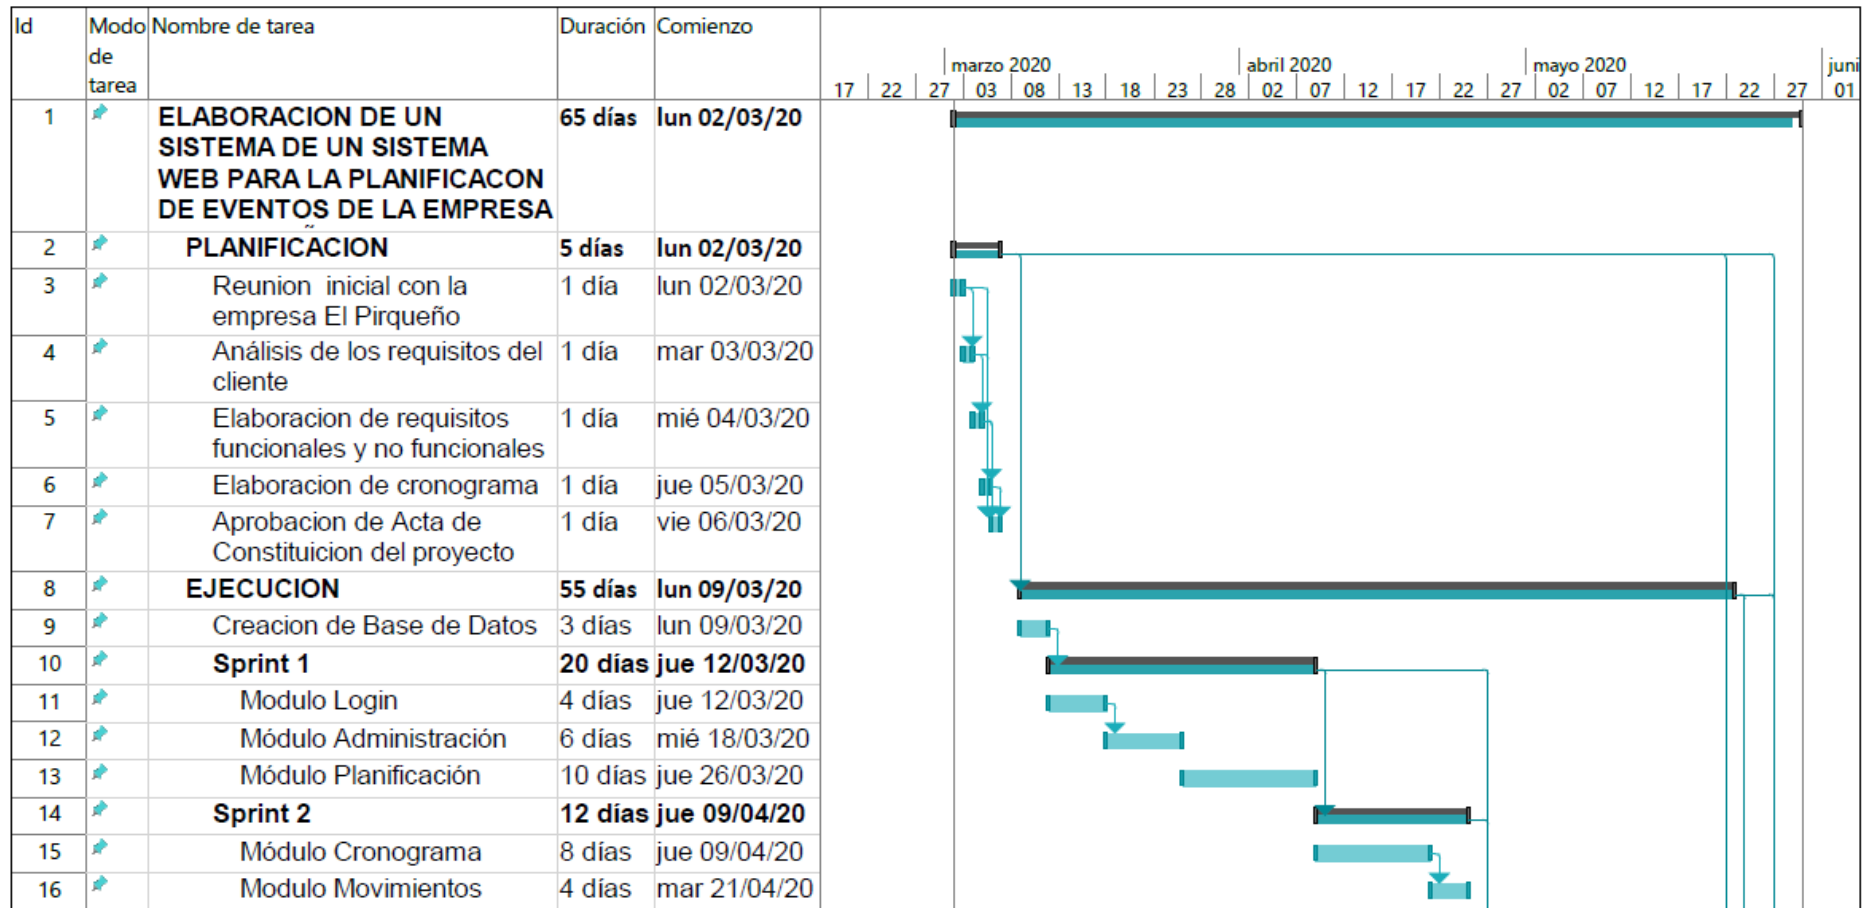 Id Modo Nombre de tarea Duración Comienzo
de
tarea
marzo 2020 abril 2020 mayo 2020 juni
17 22 27 03 08 13 18 23 28 02 07 12 17 22 27 02 07 12 17 22 27 01
1 ELABORACION DE UN 65 días lun 02/03/20
SISTEMA DE UN SISTEMA
WEB PARA LA PLANIFICACON
DE EVENTOS DE LA EMPRESA
2 PLANIFICACION 5 días lun 02/03/20
3 Reunion inicial con la 1 día lun 02/03/20
empresa El Pirqueño
4 Análisis de los requisitos del 1 día mar 03/03/20
cliente
5 Elaboracion de requisitos 1 día mié 04/03/20
funcionales y no funcionales
6 Elaboracion de cronograma 1 día jue 05/03/20
7 Aprobacion de Acta de 1 día vie 06/03/20
Constituicion del proyecto
8 EJECUCION 55 días lun 09/03/20
9 Creacion de Base de Datos 3 días lun 09/03/20
10 Sprint 1 20 días jue 12/03/20
11 Modulo Login 4 días jue 12/03/20
12 Módulo Administración 6 días mié 18/03/20
13 Módulo Planificación 10 días jue 26/03/20
14 Sprint 2 12 días jue 09/04/20
15 Módulo Cronograma 8 días jue 09/04/20
16 Modulo Movimientos 4 días mar 21/04/20